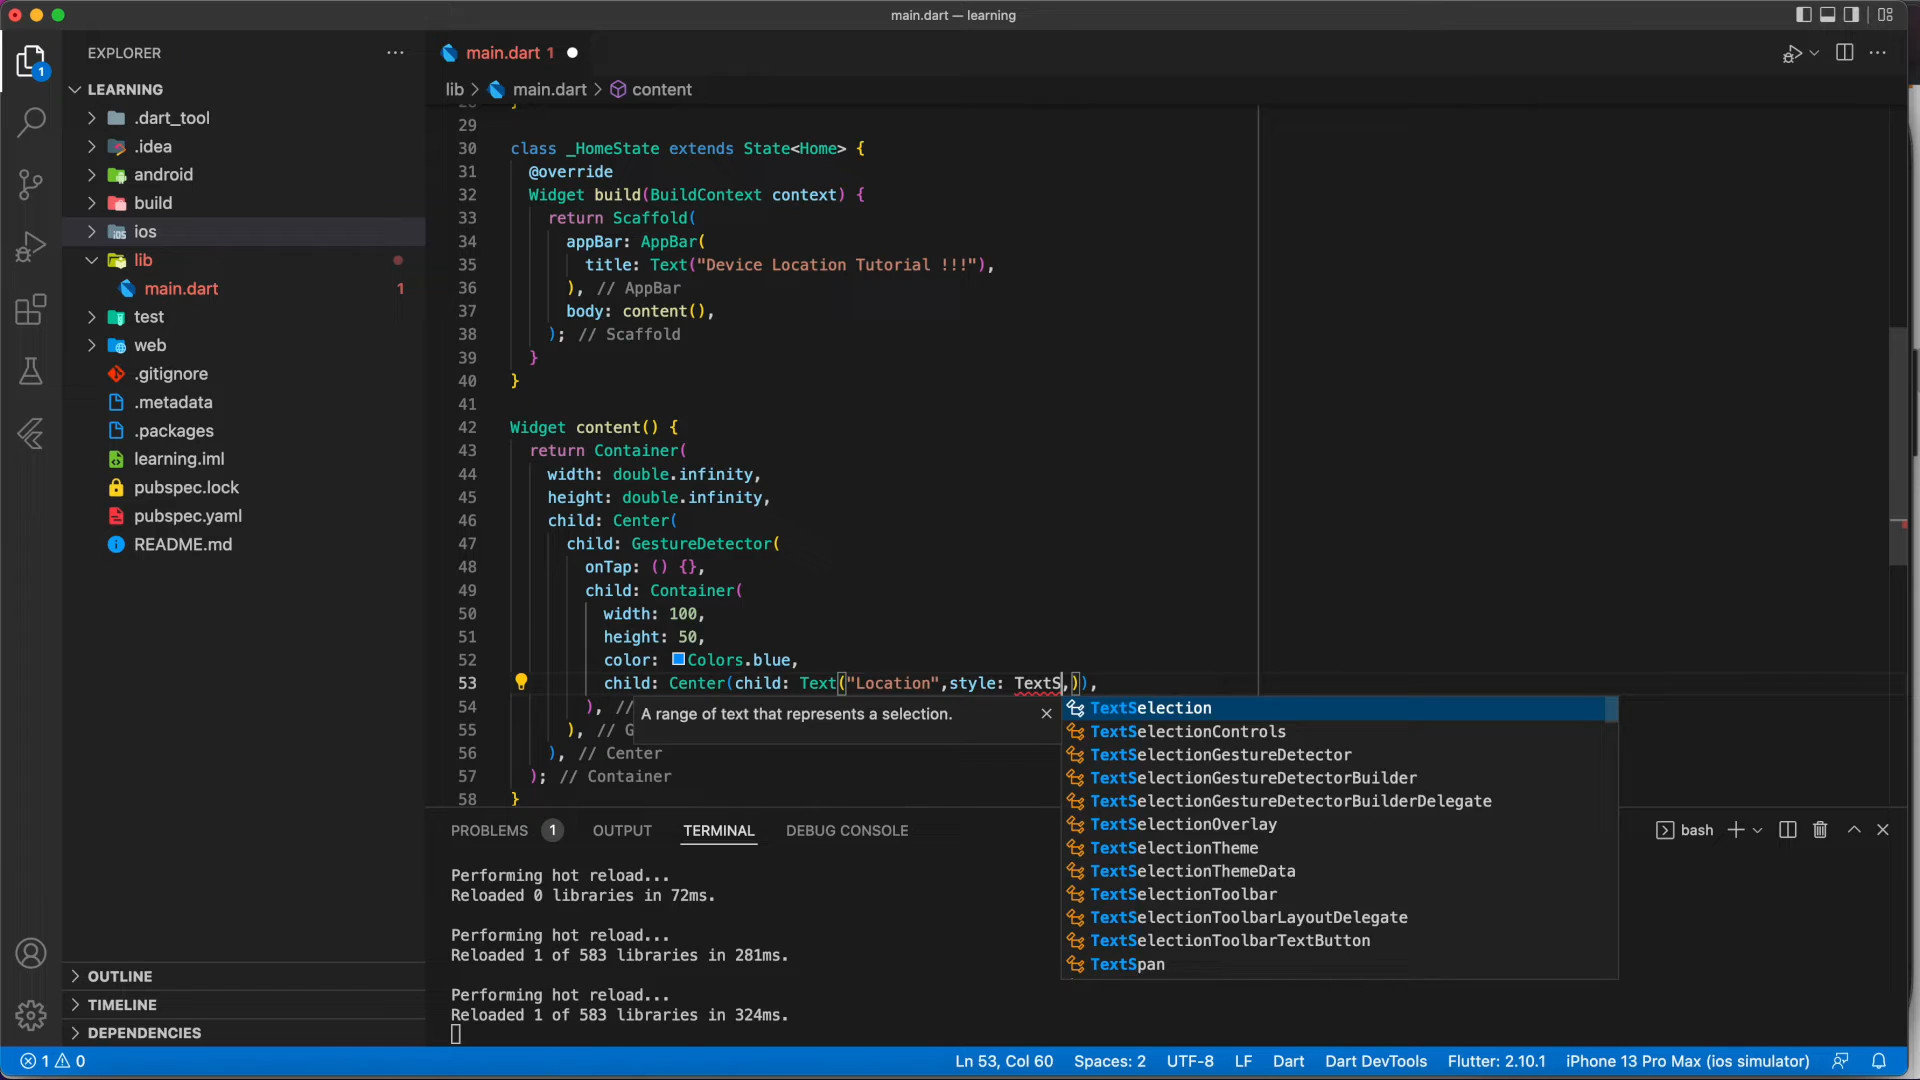 main.dart — learning
EXPLORER
LEARNING
.dart_tool
.idea
android
build
ios
lib
main.dart 1
test
web
.gitignore
.metadata
.packages
learning.iml
pubspec.lock
pubspec.yaml
README.md
OUTLINE
TIMELINE
DEPENDENCIES
1
main.dart 1
lib > main.dart > content
29
30 class _HomeState extends State<Home> {
31 @override
32 Widget build(BuildContext context) {
33 return Scaffold(
34 appBar: AppBar(
35 title: Text("Device Location Tutorial !!!"),
36 ), // AppBar
37 body: content(),
38 ); // Scaffold
39 }
40 }
41
42 Widget content() {
43 return Container(
44 width: double.infinity,
45 height: double.infinity,
46 child: Center(
47 child: GestureDetector(
48 onTap: () {},
49 child: Container(
50 width: 100,
51 height: 50,
52 color: Colors.blue,
53 child: Center(child: Text("Location",style: TextS,)),
54 ), //
55 ), // G
56 ), // Center
57 ); // Container
58 }
A range of text that represents a selection.
TextSelection
TextSelectionControls
TextSelectionGestureDetector
TextSelectionGestureDetectorBuilder
TextSelectionGestureDetectorBuilderDelegate
TextSelectionOverlay
TextSelectionTheme
TextSelectionThemeData
TextSelectionToolbar
TextSelectionToolbarLayoutDelegate
TextSelectionToolbarTextButton
TextSpan
PROBLEMS 1 OUTPUT TERMINAL DEBUG CONSOLE
bash
Performing hot reload...
Reloaded 0 libraries in 72ms.
Performing hot reload...
Reloaded 1 of 583 libraries in 281ms.
Performing hot reload...
Reloaded 1 of 583 libraries in 324ms.
1 0 Ln 53, Col 60 Spaces: 2 UTF-8 LF Dart Dart DevTools Flutter: 2.10.1 iPhone 13 Pro Max (ios simulator)